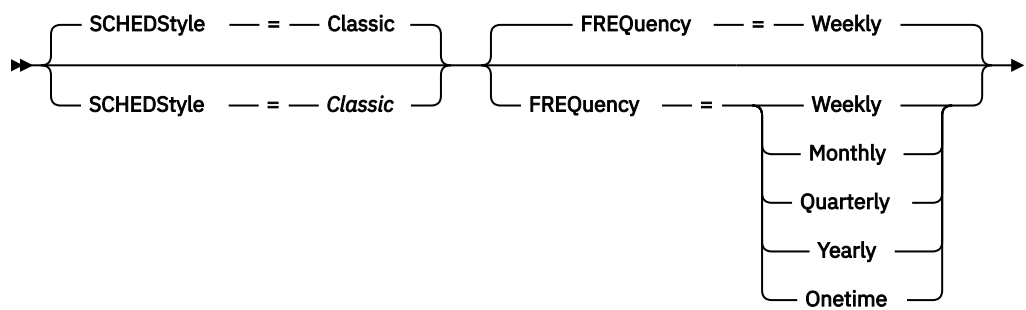 SCHEDStyle = Classic FREQuency = Weekly
SCHEDStyle = Classic FREQuency = Weekly
Monthly
Quarterly
Yearly
Onetime